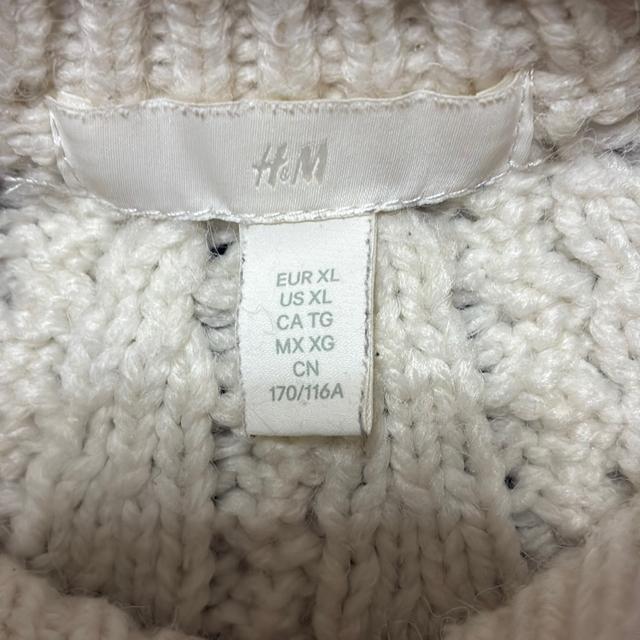 H&M
EUR XL
US XL
CA TG
MX XG
CN
170/116A